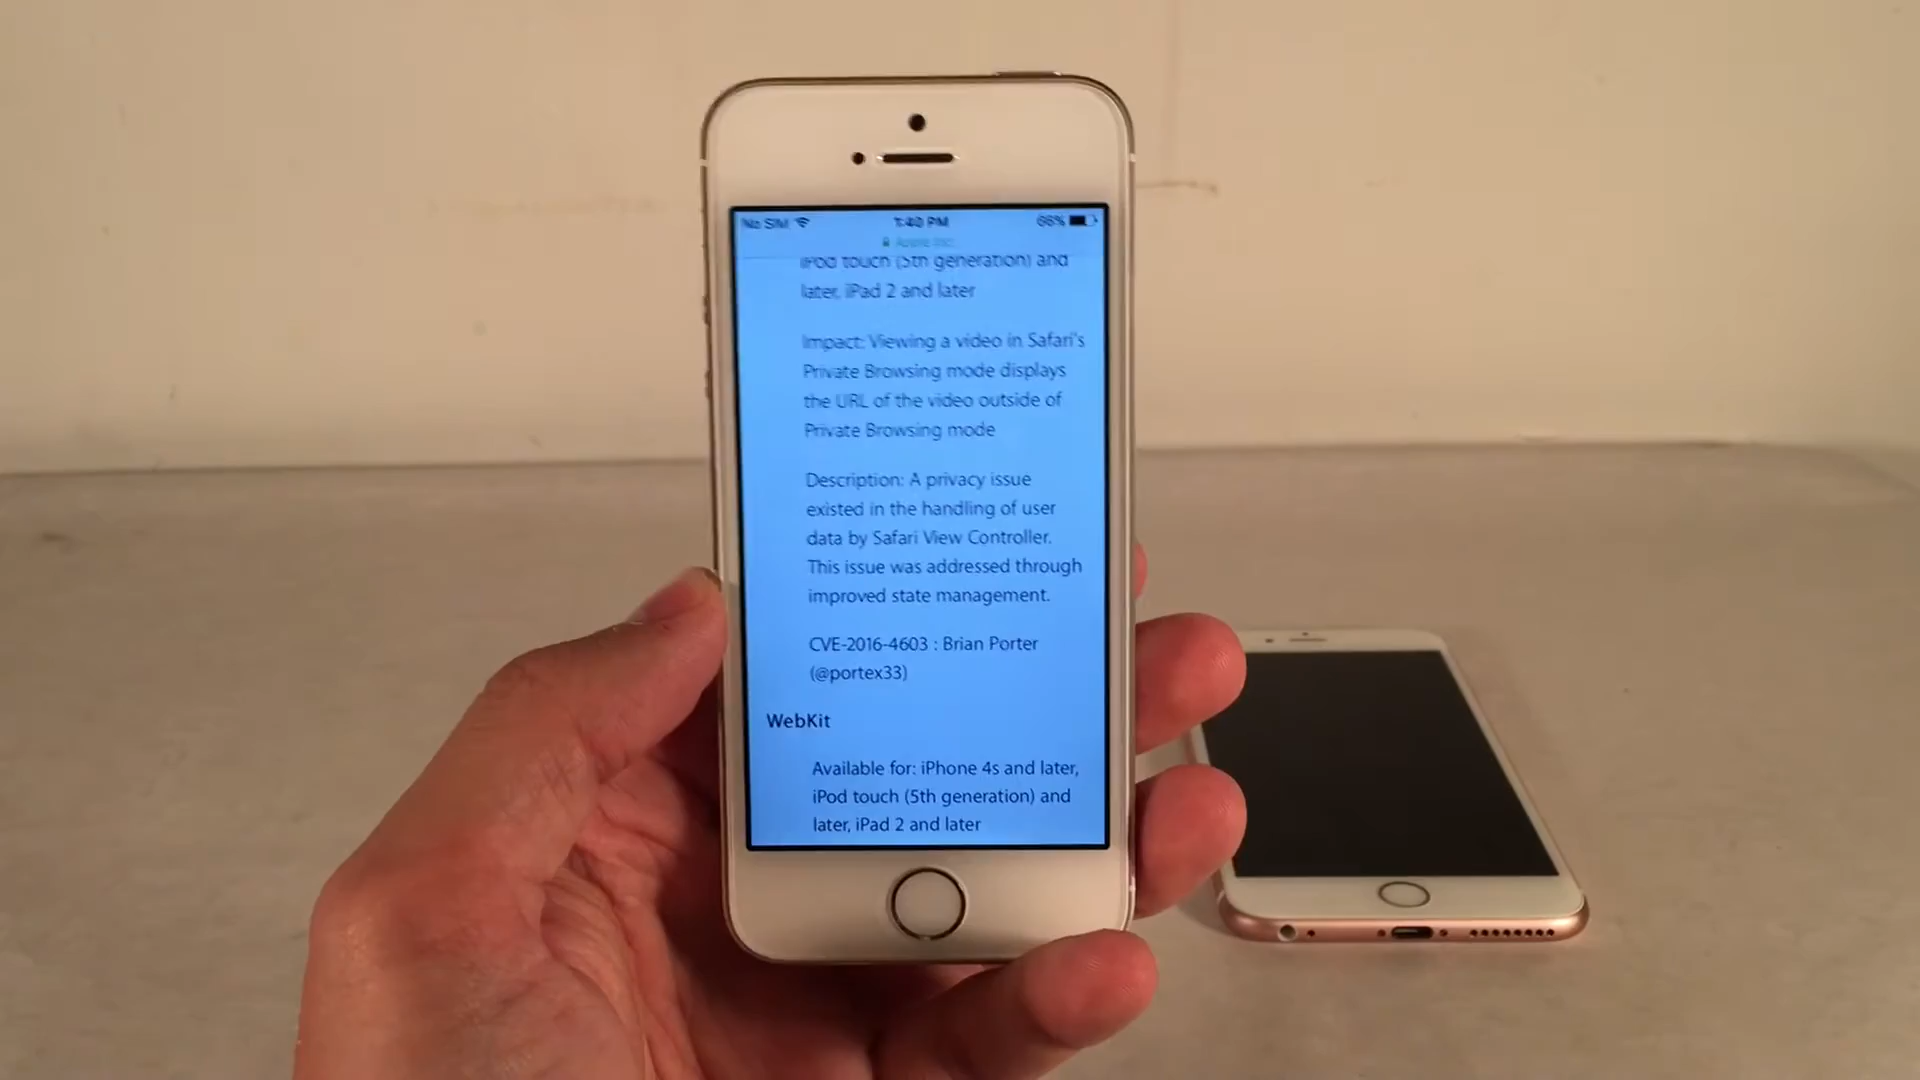 No SIM 1:40 PM 66%
Apple Inc.
iPod touch (5th generation) and
later, iPad 2 and later
Impact: Viewing a video in Safari's
Private Browsing mode displays
the URL of the video outside of
Private Browsing mode
Description: A privacy issue
existed in the handling of user
data by Safari View Controller.
This issue was addressed through
improved state management.
CVE-2016-4603 : Brian Porter
(@portex33)
WebKit
Available for: iPhone 4s and later,
iPod touch (5th generation) and
later, iPad 2 and later